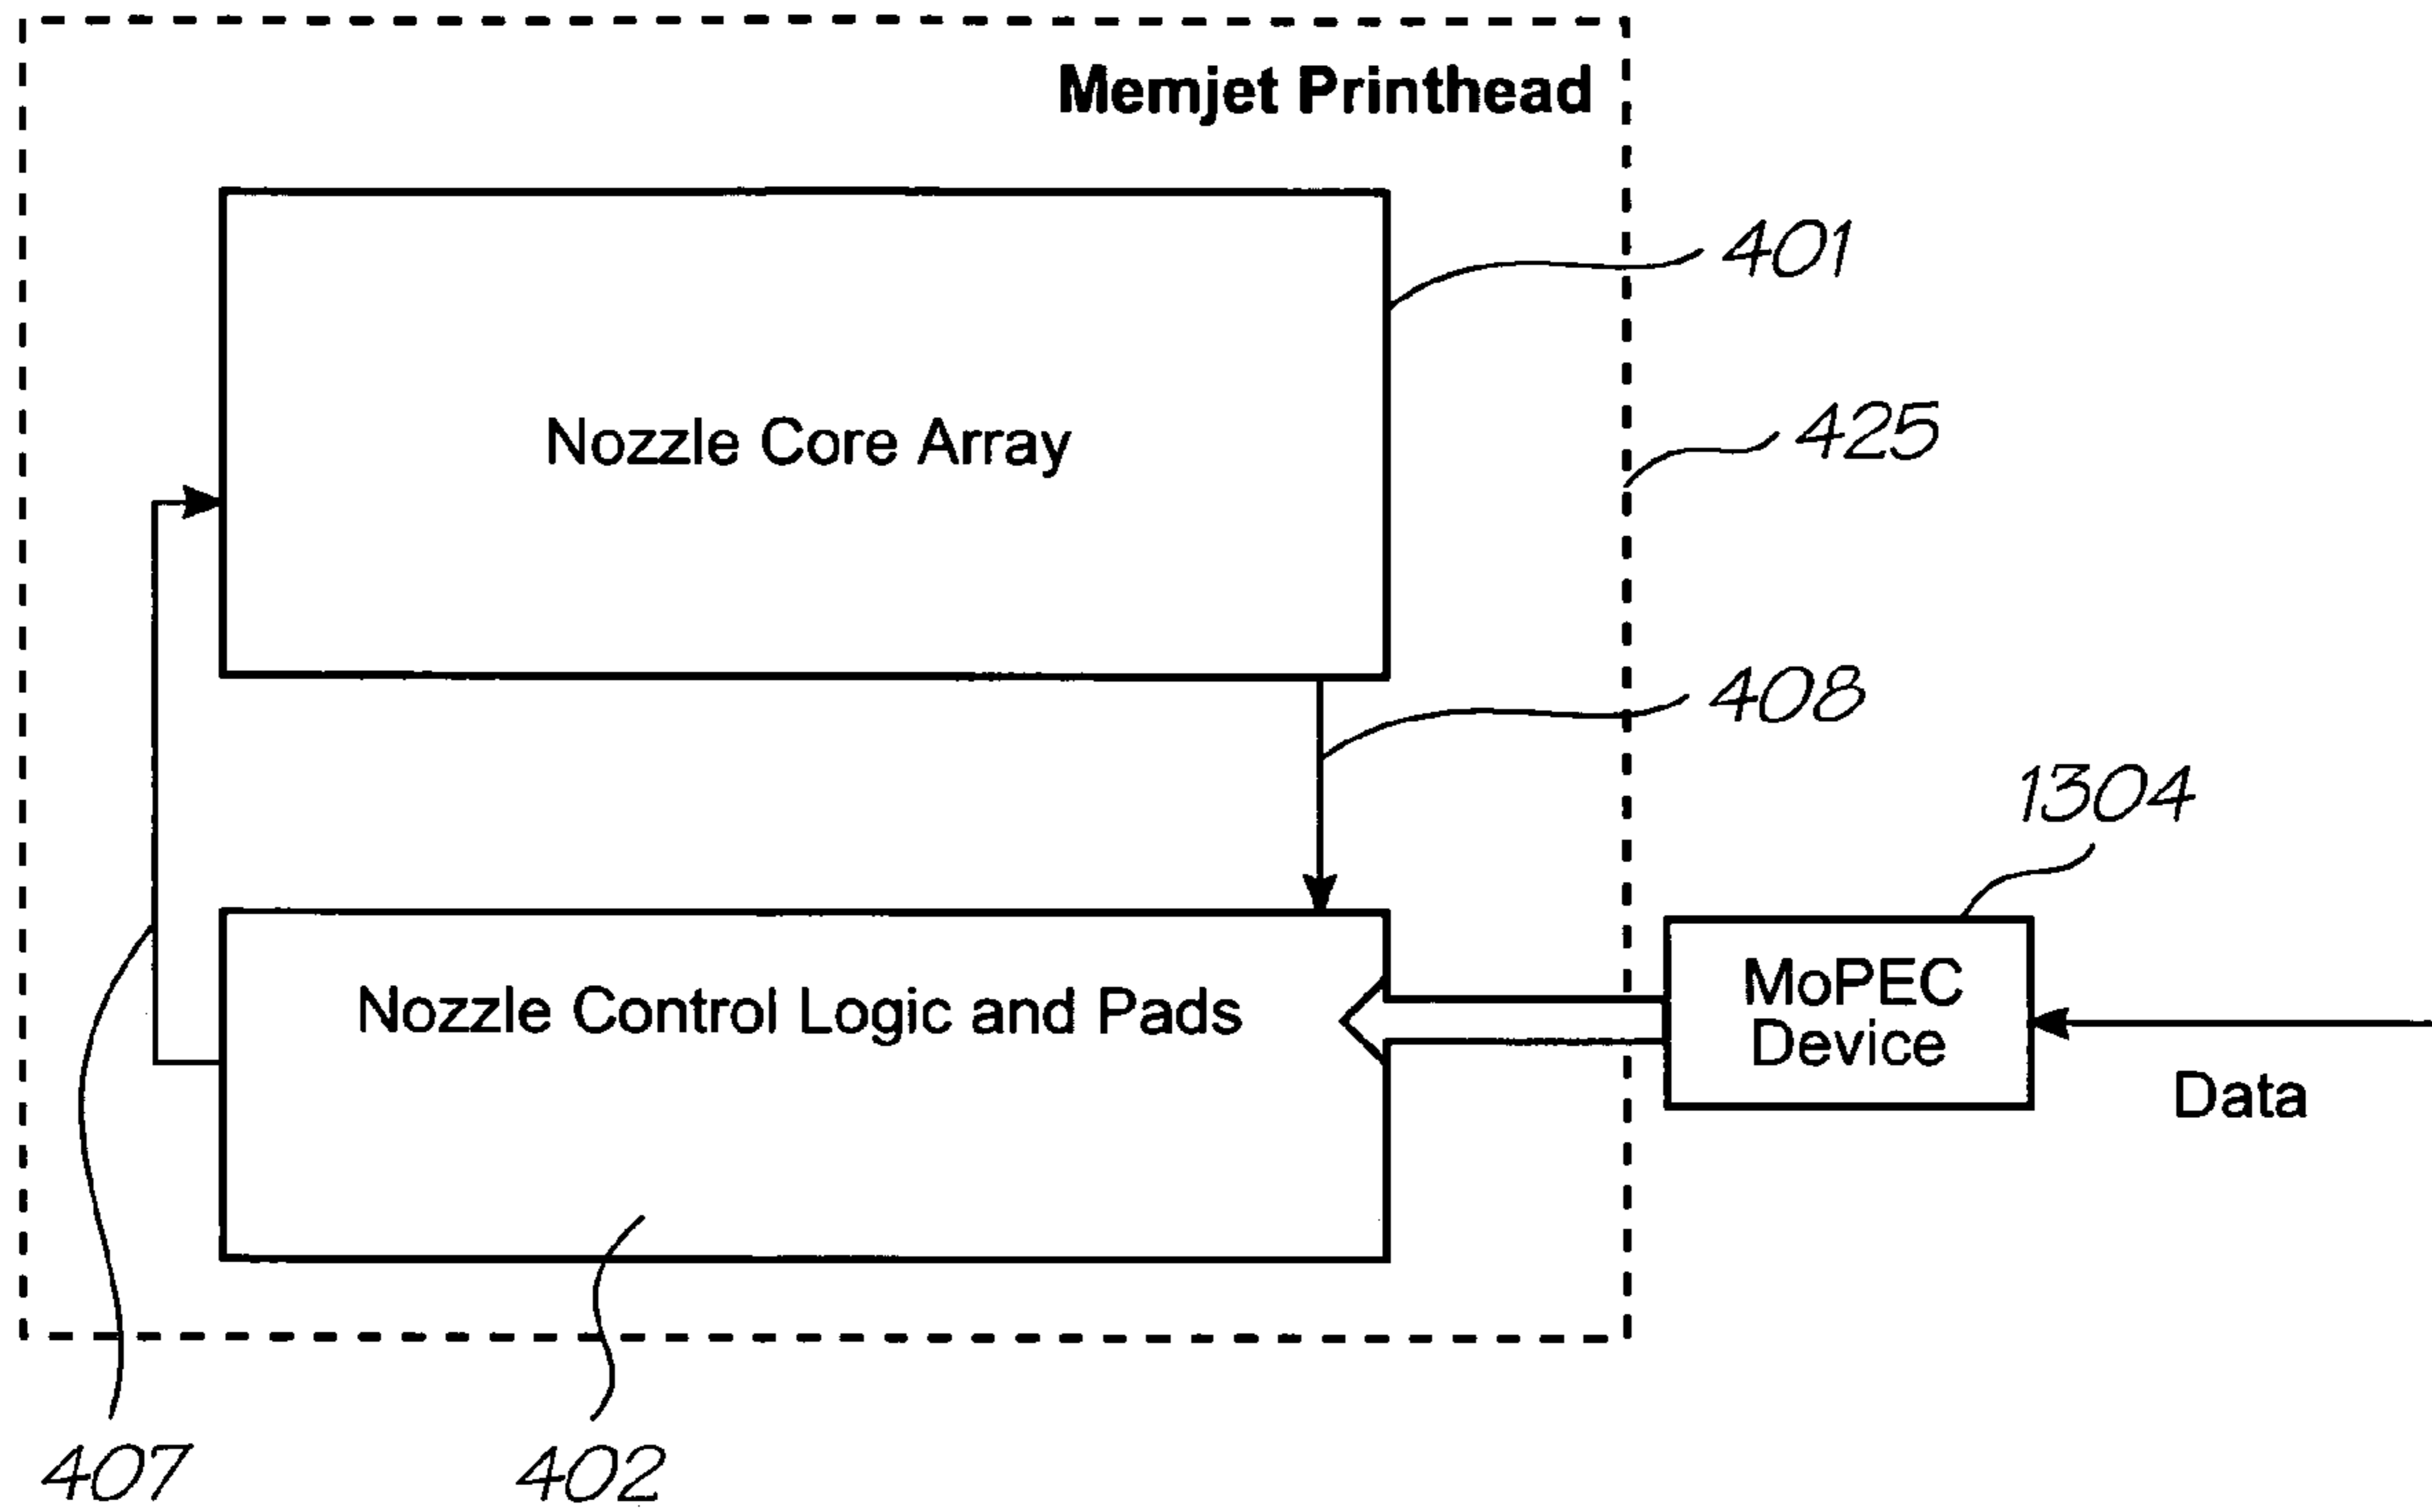 Memjet Printhead
401
Nozzle Core Array
425
408
1304
MoPEC
Device
Nozzle Control Logic and Pads
Data
407
402